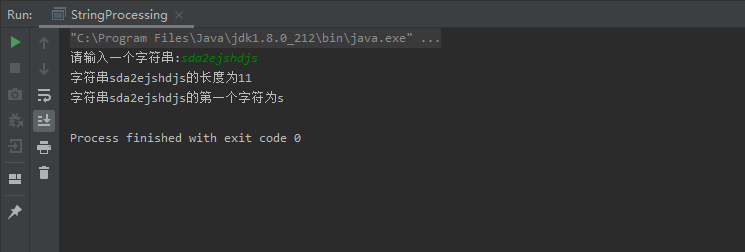 Run: StringProcessing
"C:\Program Files\Java\jdk1.8.0_212\bin\java.exe" ...
请输入一个字符串:sda2ejshdjs
字符串sda2ejshdjs的长度为11
字符串sda2ejshdjs的第一个字符为s
Process finished with exit code 0